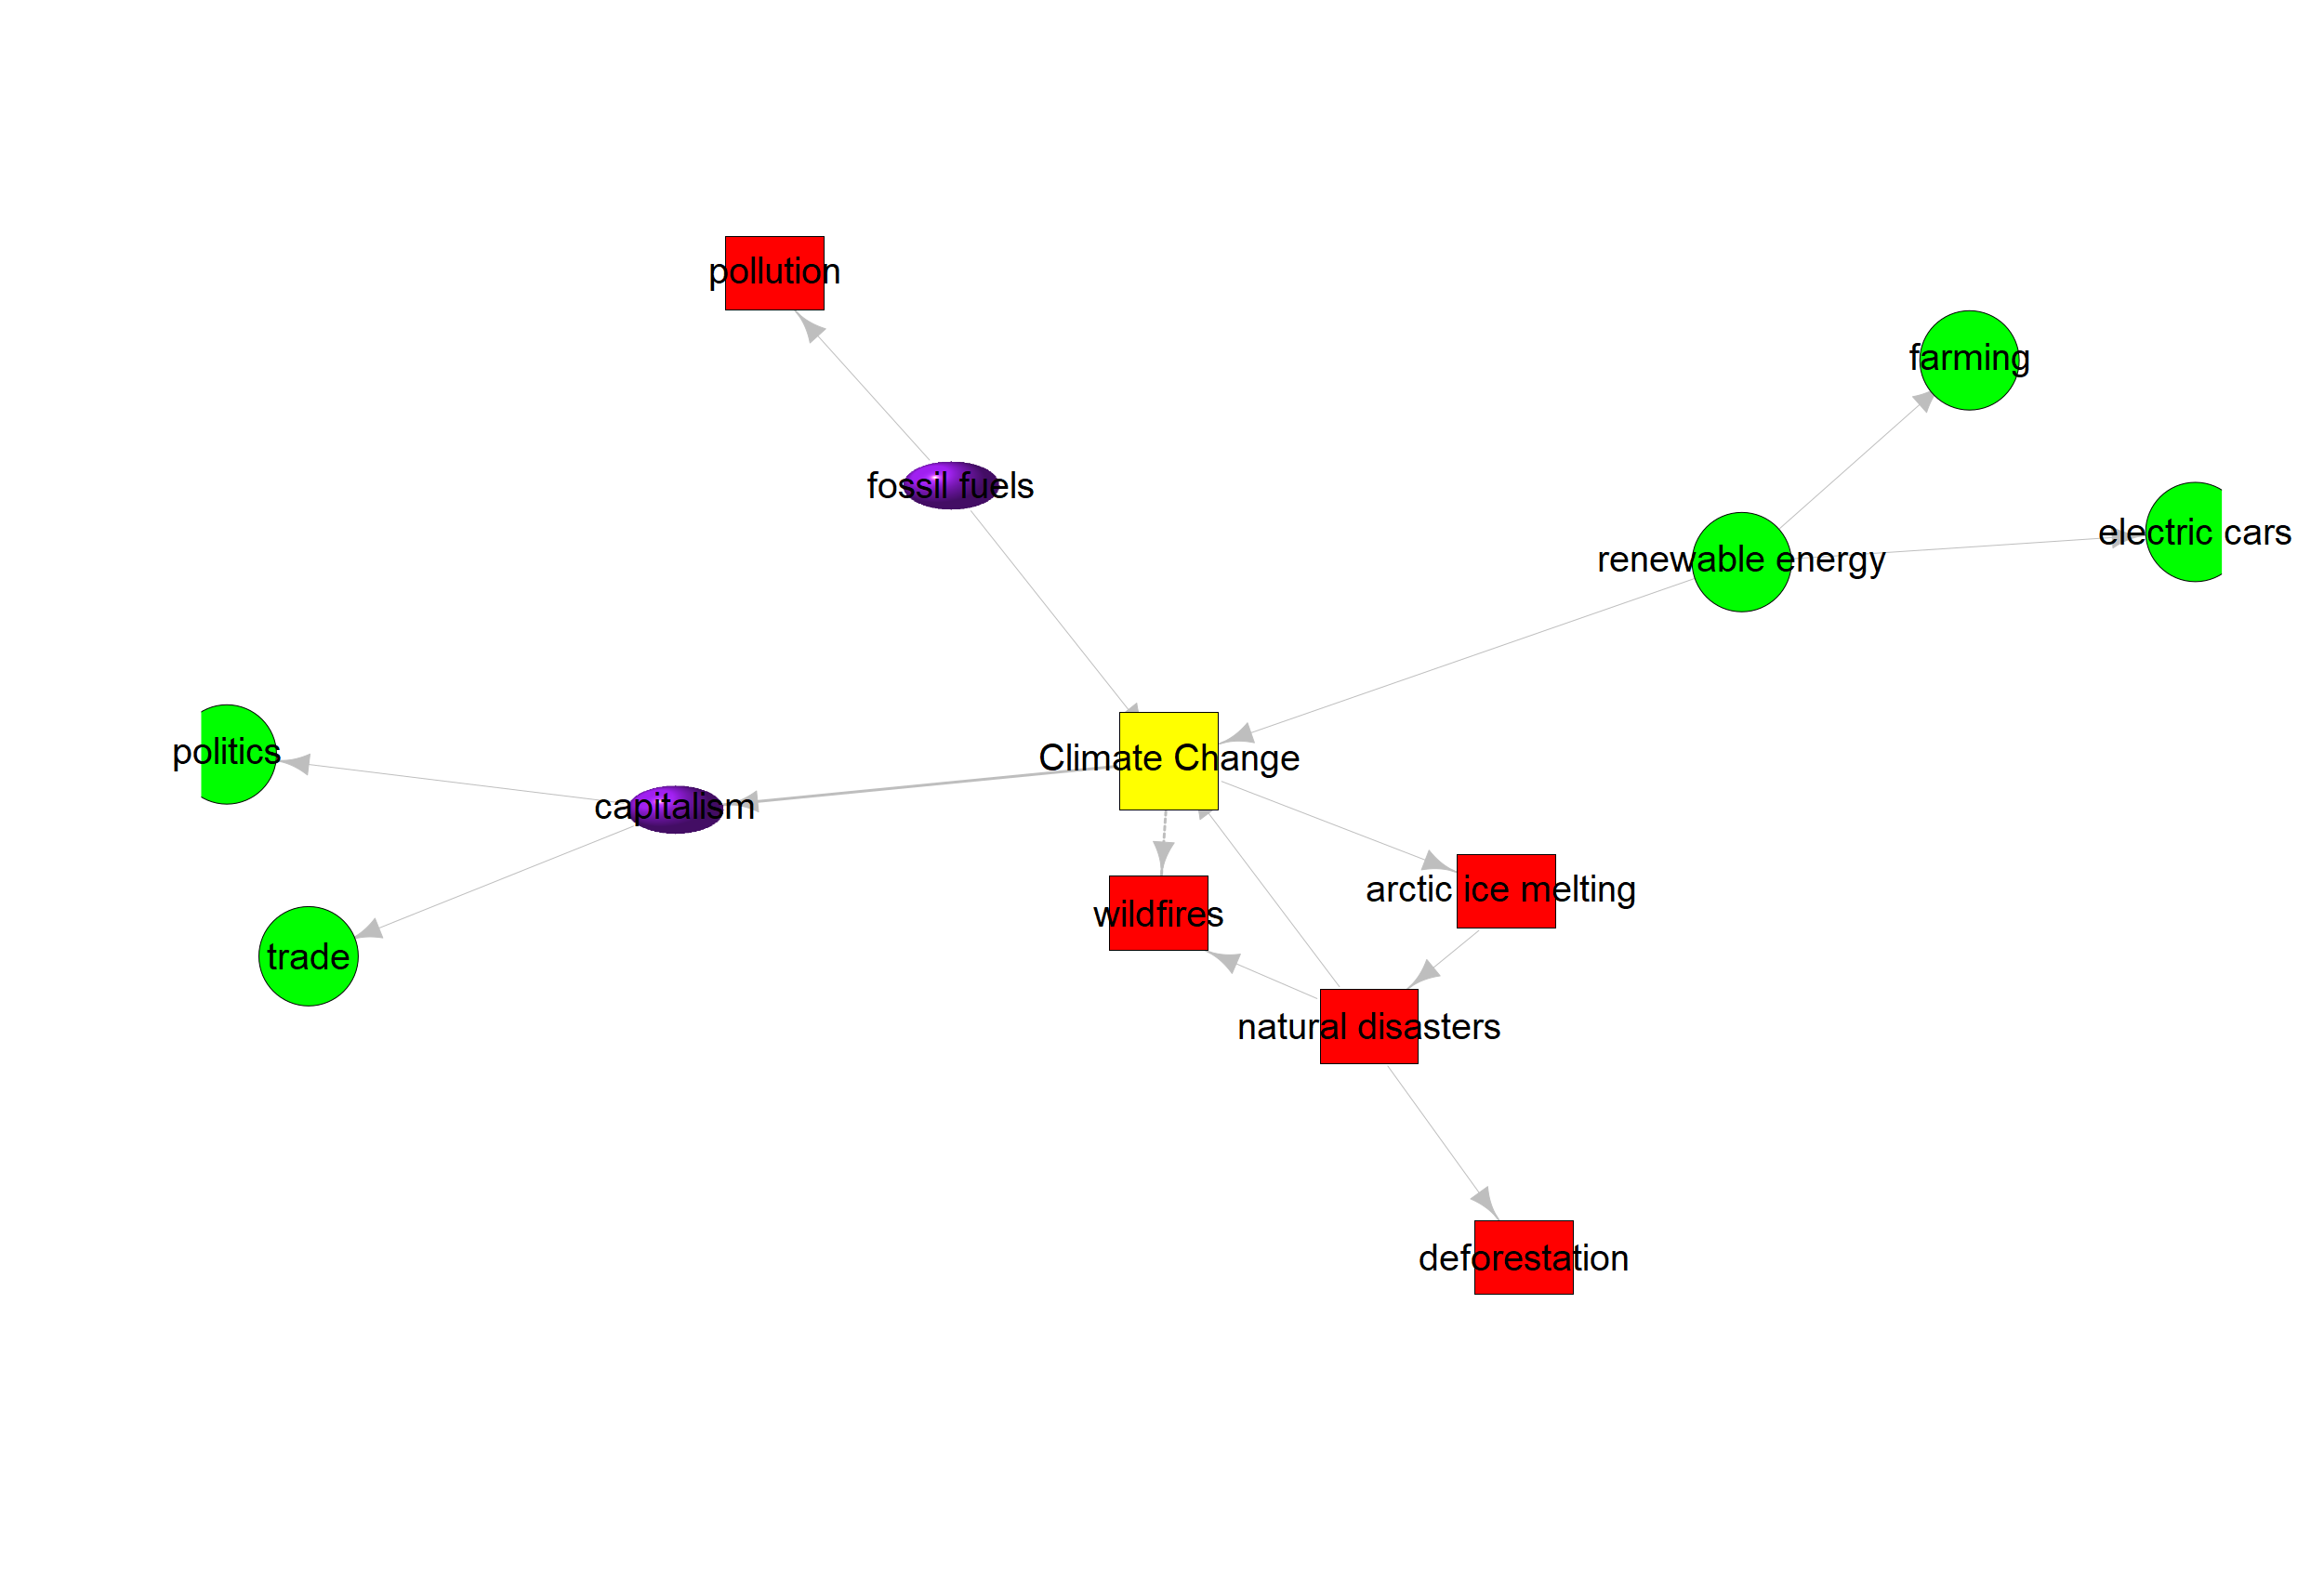 pollution
farming
fossil fuels
electric cars
renewable energy
politics
Climate Change
capitalism
arctic ice melting
wildfires
trade
natural disasters
deforestation